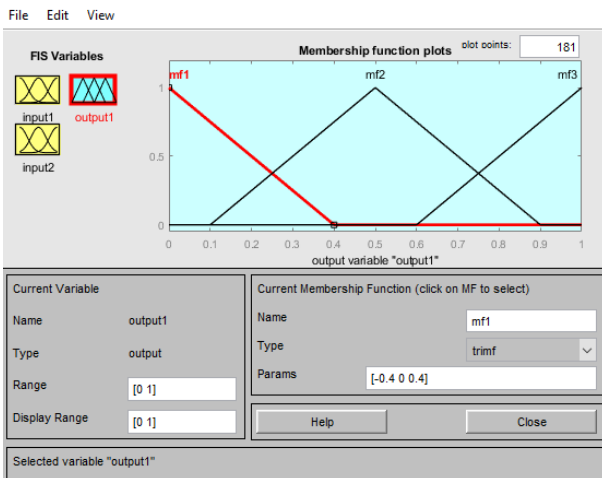 File Edit View
FIS Variables
Membership function plots
plot points:
181
input1
output1
input2
mf1
mf2
mf3
1
0.5
0
0 0.1 0.2 0.3 0.4 0.5 0.6 0.7 0.8 0.9 1
output variable "output1"
Current Variable
Name output1
Type output
Range [0 1]
Display Range [0 1]
Current Membership Function (click on MF to select)
Name mf1
Type trimf
Params [-0.4 0 0.4]
Help Close
Selected variable "output1"